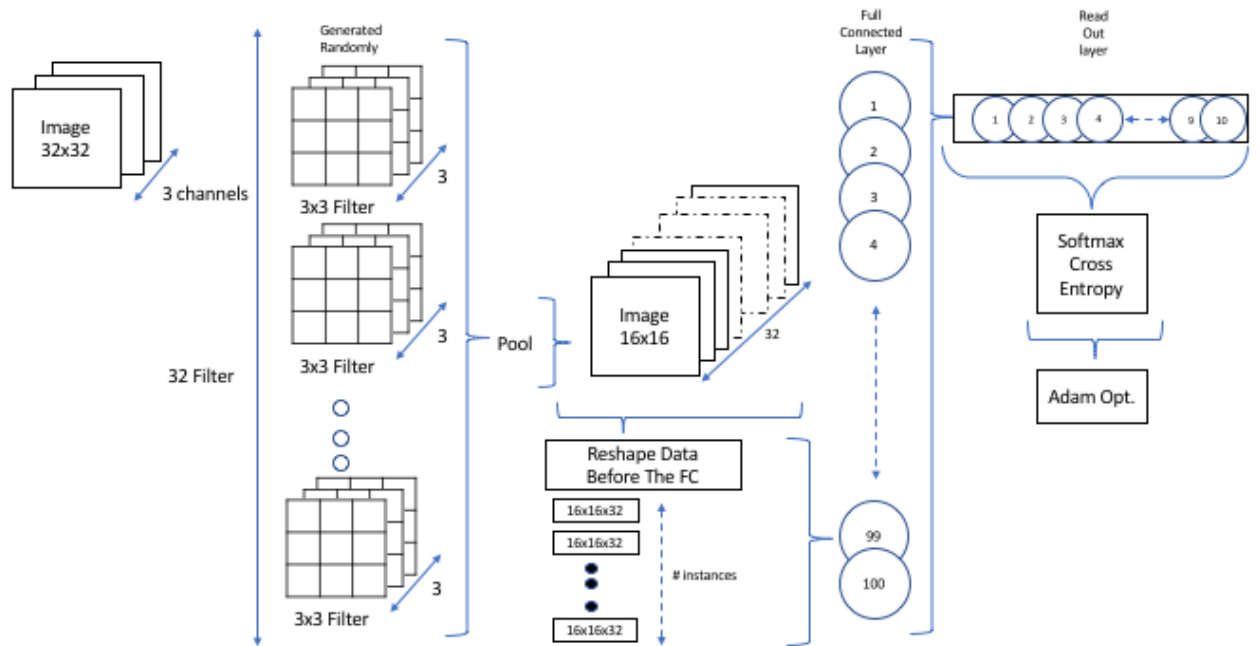 Image
32x32
3 channels
32 Filter
Generated
Randomly
3
3x3 Filter
3
3x3 Filter
3
3x3 Filter
Pool
Image
16x16
32
Reshape Data
Before The FC
16x16x32
16x16x32
16x16x32
# instances
Full
Connected
Layer
1
2
3
4
99
100
Read
Out
layer
1 2 3 4 9 10
Softmax
Cross
Entropy
Adam Opt.